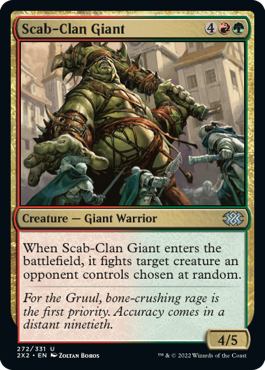 Scab-Clan Giant 4
Creature — Giant Warrior
When Scab-Clan Giant enters the
battlefield, it fights target creature an
opponent controls chosen at random.
For the Gruul, bone-crushing rage is
the first priority. Accuracy comes in a
distant ninetieth.
4/5
272/331 U
2X2 • EN Zoltan Boros
™ & © 2022 Wizards of the Coast